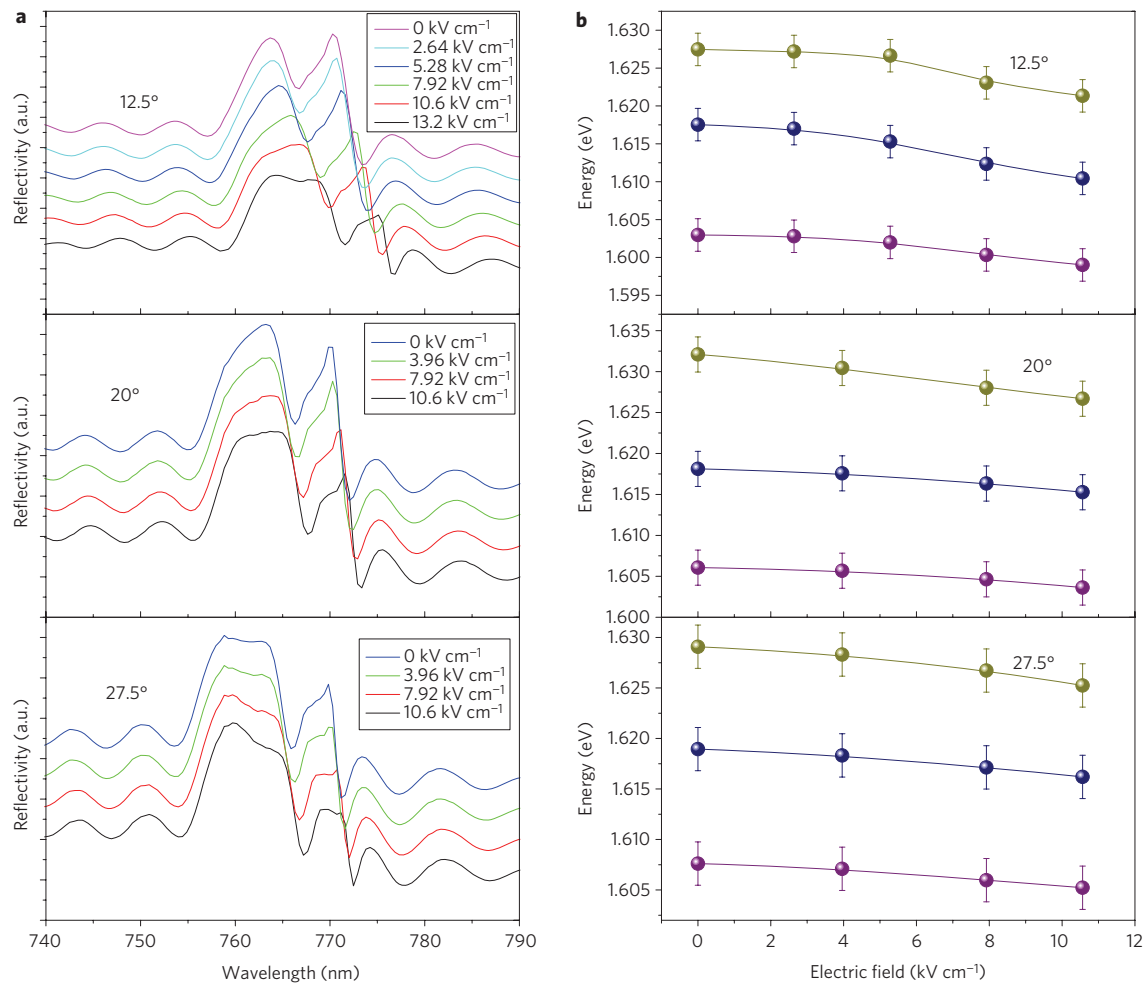 a
0 kV cm⁻¹
2.64 kV cm⁻¹
5.28 kV cm⁻¹
7.92 kV cm⁻¹
10.6 kV cm⁻¹
13.2 kV cm⁻¹
12.5°
Reflectivity (a.u.)
0 kV cm⁻¹
3.96 kV cm⁻¹
7.92 kV cm⁻¹
10.6 kV cm⁻¹
20°
Reflectivity (a.u.)
0 kV cm⁻¹
3.96 kV cm⁻¹
7.92 kV cm⁻¹
10.6 kV cm⁻¹
27.5°
Reflectivity (a.u.)
740 750 760 770 780 790
Wavelength (nm)
b
1.630
1.625
1.620
1.615
1.610
1.605
1.600
1.595
Energy (eV)
12.5°
1.635
1.630
1.625
1.620
1.615
1.610
1.605
1.600
Energy (eV)
20°
1.630
1.625
1.620
1.615
1.610
1.605
Energy (eV)
27.5°
0 2 4 6 8 10 12
Electric field (kV cm⁻¹)